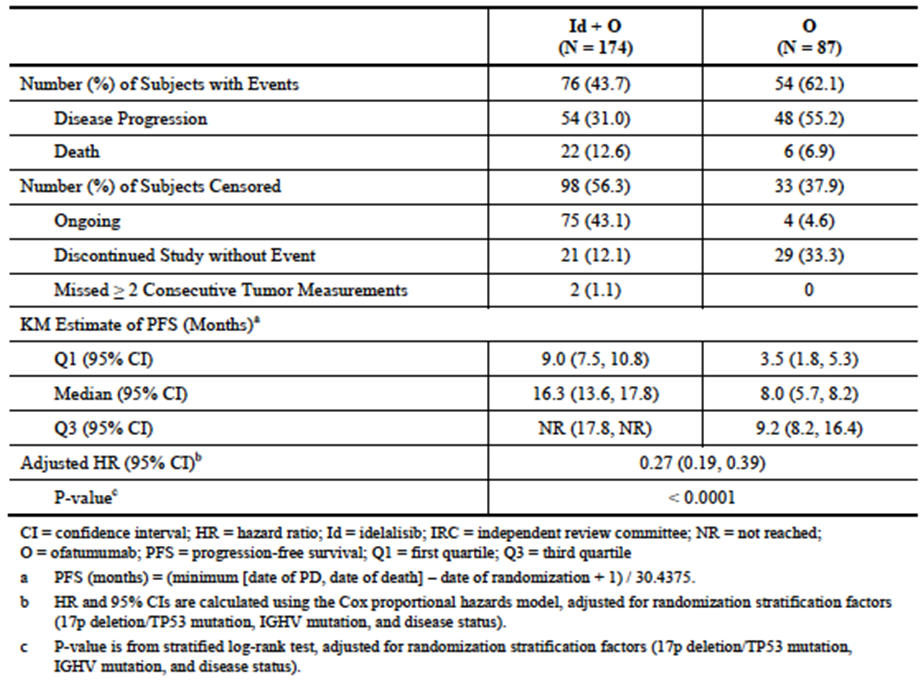 Id + O
(N = 174)
O
(N = 87)
Number (%) of Subjects with Events 76 (43.7) 54 (62.1)
Disease Progression 54 (31.0) 48 (55.2)
Death 22 (12.6) 6 (6.9)
Number (%) of Subjects Censored 98 (56.3) 33 (37.9)
Ongoing 75 (43.1) 4 (4.6)
Discontinued Study without Event 21 (12.1) 29 (33.3)
Missed ≥ 2 Consecutive Tumor Measurements 2 (1.1) 0
KM Estimate of PFS (Months)a
Q1 (95% CI) 9.0 (7.5, 10.8) 3.5 (1.8, 5.3)
Median (95% CI) 16.3 (13.6, 17.8) 8.0 (5.7, 8.2)
Q3 (95% CI) NR (17.8, NR) 9.2 (8.2, 16.4)
Adjusted HR (95% CI)b 0.27 (0.19, 0.39)
P-valuec < 0.0001
CI = confidence interval; HR = hazard ratio; Id = idelalisib; IRC = independent review committee; NR = not reached;
O = ofatumumab; PFS = progression-free survival; Q1 = first quartile; Q3 = third quartile
a PFS (months) = (minimum [date of PD, date of death] – date of randomization + 1) / 30.4375.
b HR and 95% CIs are calculated using the Cox proportional hazards model, adjusted for randomization stratification factors
(17p deletion/TP53 mutation, IGHV mutation, and disease status).
c P-value is from stratified log-rank test, adjusted for randomization stratification factors (17p deletion/TP53 mutation,
IGHV mutation, and disease status).